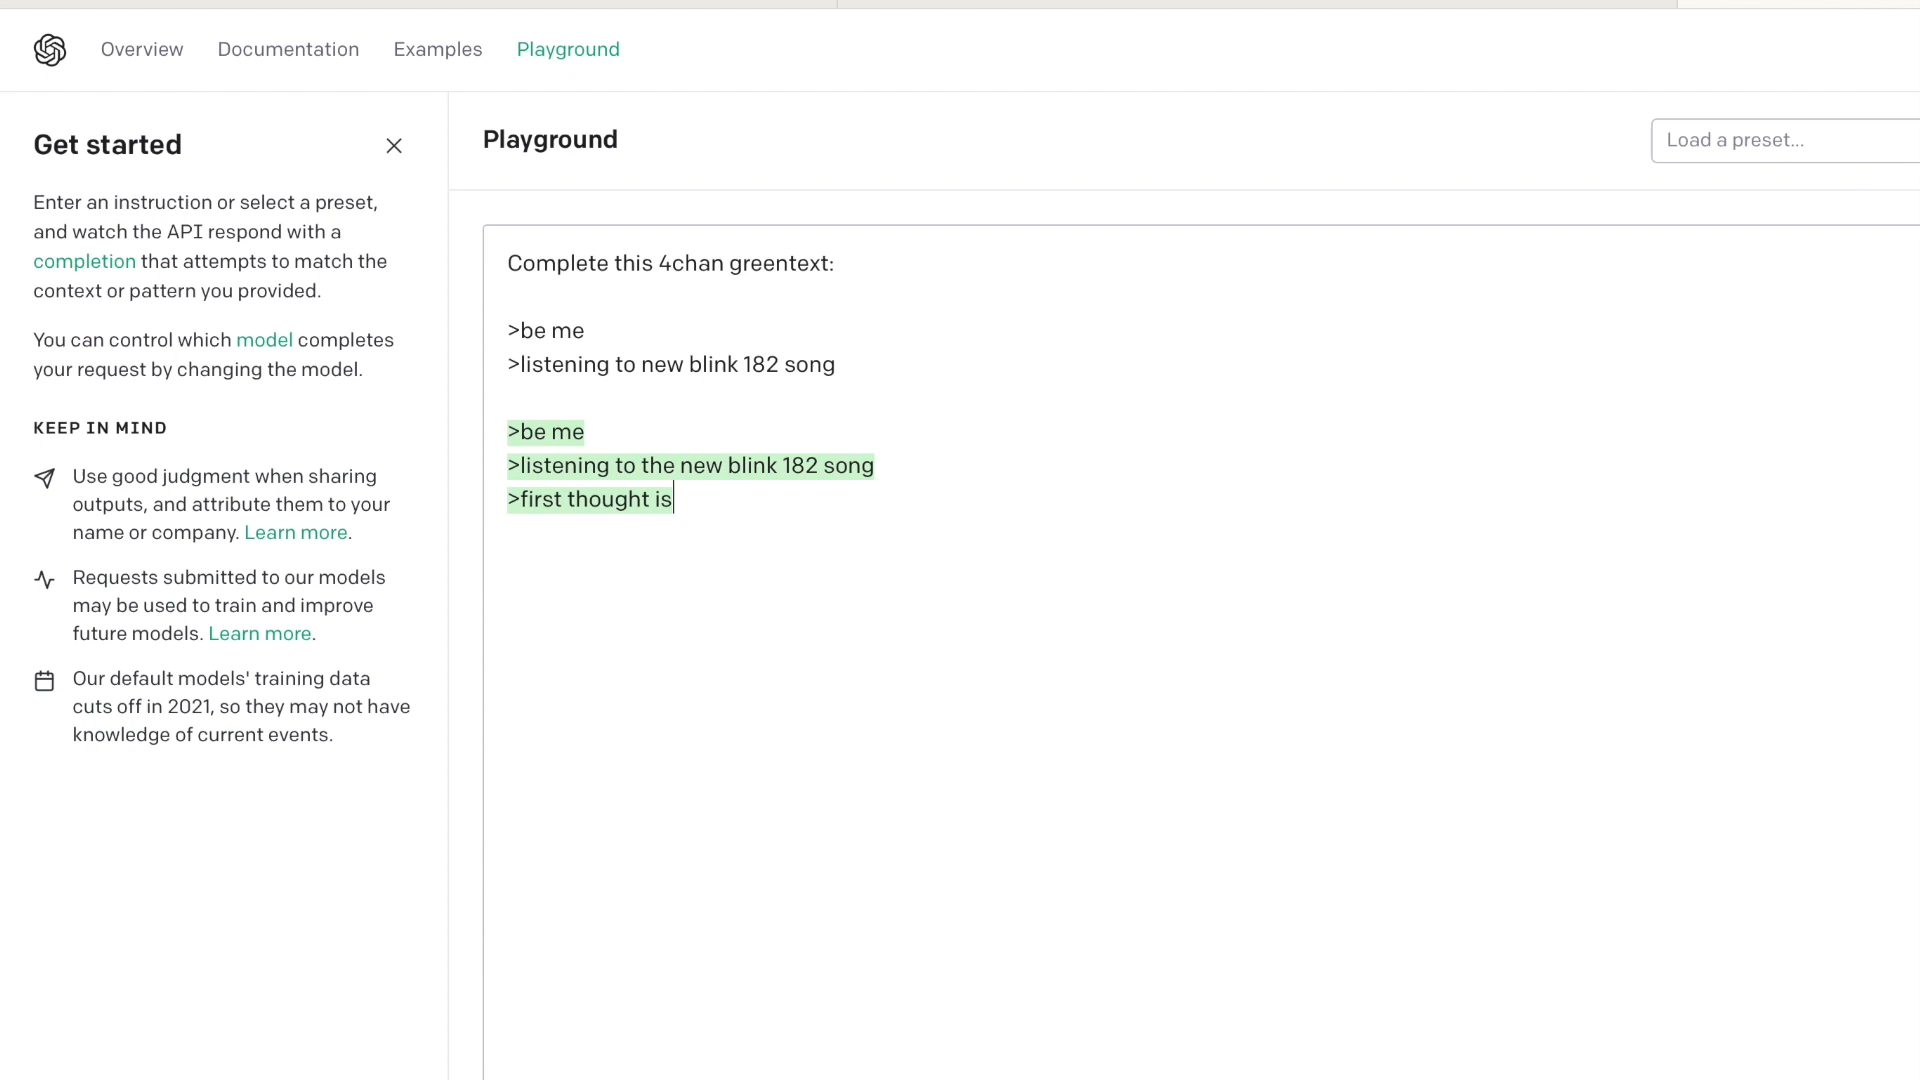 Overview Documentation Examples Playground
Get started
Enter an instruction or select a preset,
and watch the API respond with a
completion that attempts to match the
context or pattern you provided.
You can control which model completes
your request by changing the model.
KEEP IN MIND
Use good judgment when sharing
outputs, and attribute them to your
name or company. Learn more.
Requests submitted to our models
may be used to train and improve
future models. Learn more.
Our default models' training data
cuts off in 2021, so they may not have
knowledge of current events.
Playground
Load a preset...
Complete this 4chan greentext:
>be me
>listening to new blink 182 song
>be me
>listening to the new blink 182 song
>first thought is